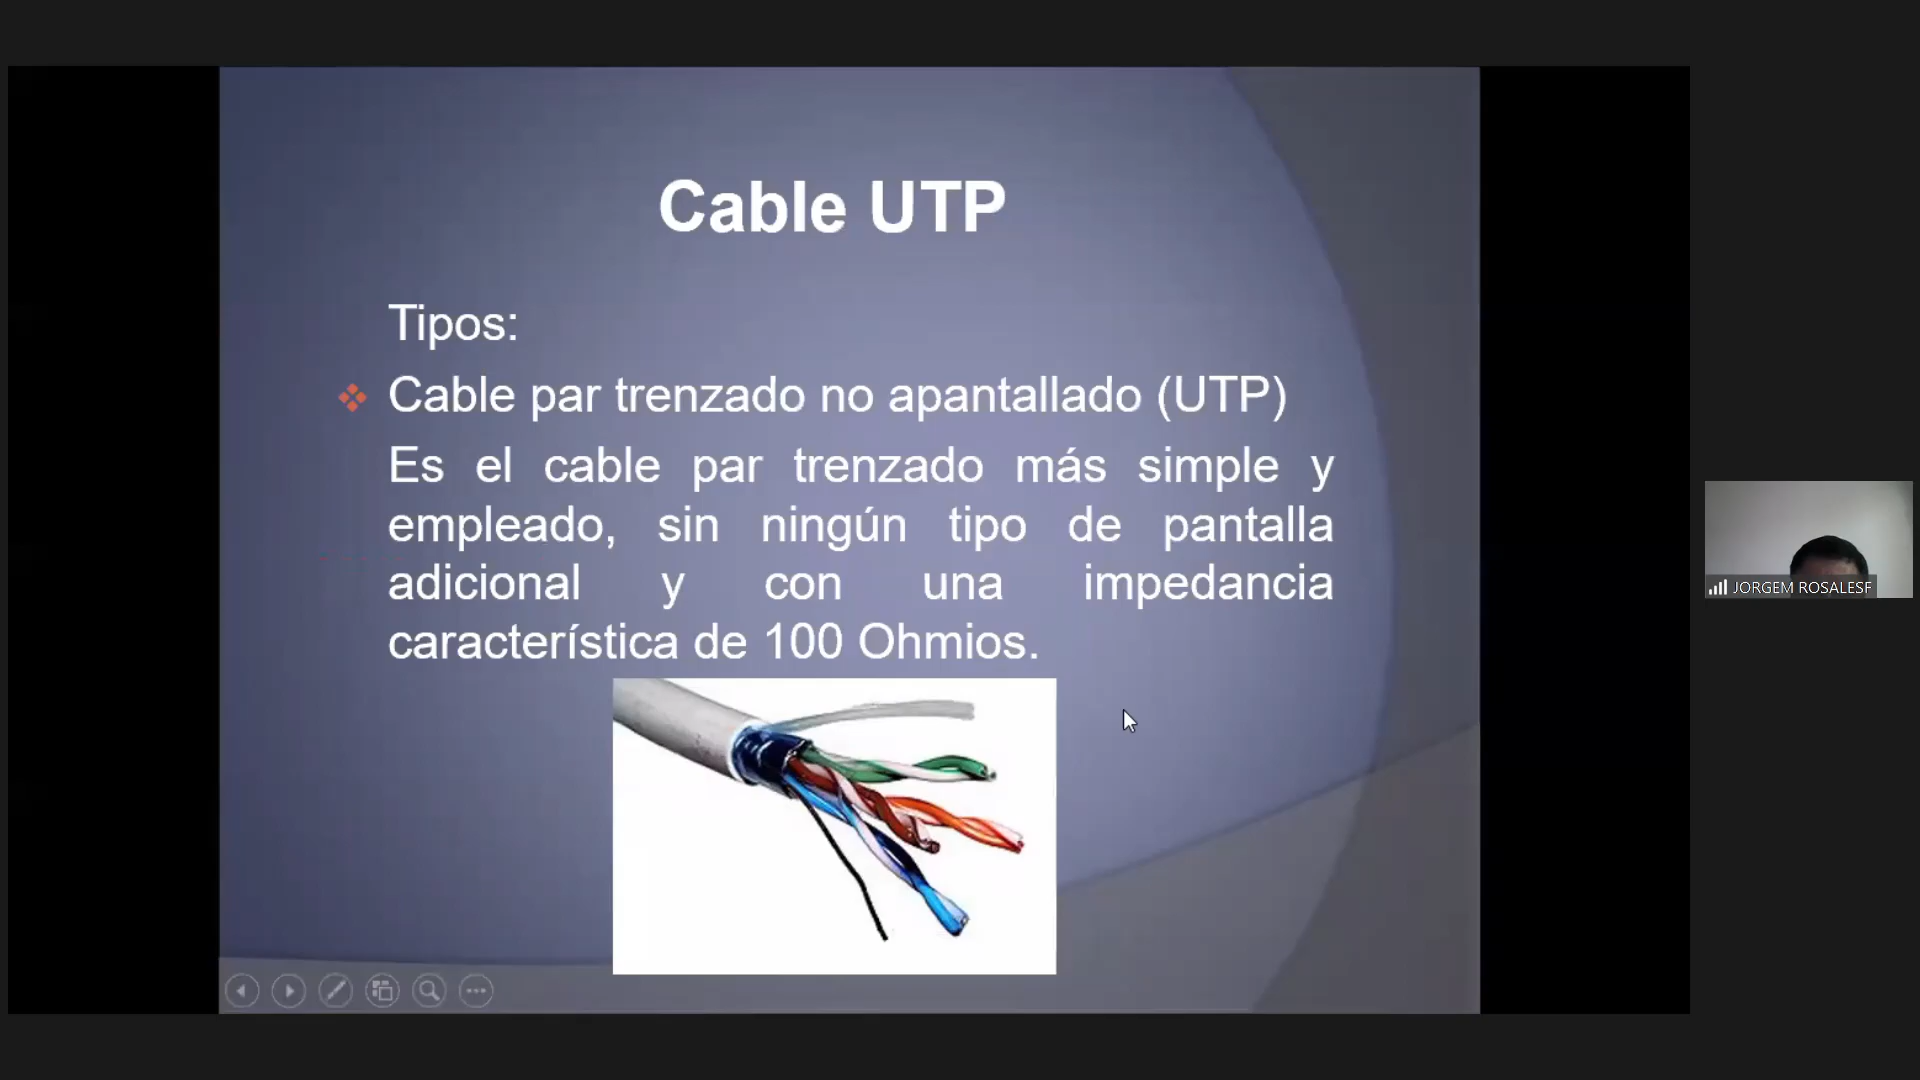 Cable UTP
Tipos:
Cable par trenzado no apantallado (UTP)
Es el cable par trenzado más simple y
empleado, sin ningún tipo de pantalla
adicional y con una impedancia
característica de 100 Ohmios.
JORGEM ROSALESF